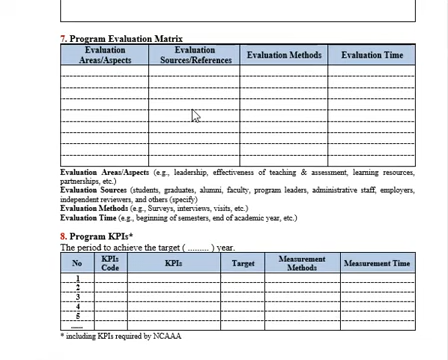 7. Program Evaluation Matrix
Evaluation Areas/Aspects
Evaluation Sources/References
Evaluation Methods
Evaluation Time
Evaluation Areas/Aspects (e.g., leadership, effectiveness of teaching & assessment, learning resources,
partnerships, etc.)
Evaluation Sources (students, graduates, alumni, faculty, program leaders, administrative staff, employers,
independent reviewers, and others (specify)
Evaluation Methods (e.g., Surveys, interviews, visits, etc.)
Evaluation Time (e.g., beginning of semesters, end of academic year, etc.)
8. Program KPIs*
The period to achieve the target ( ......... ) year.
No
KPIs Code
KPIs
Target
Measurement Methods
Measurement Time
1
2
3
4
5
......
* including KPIs required by NCAAA